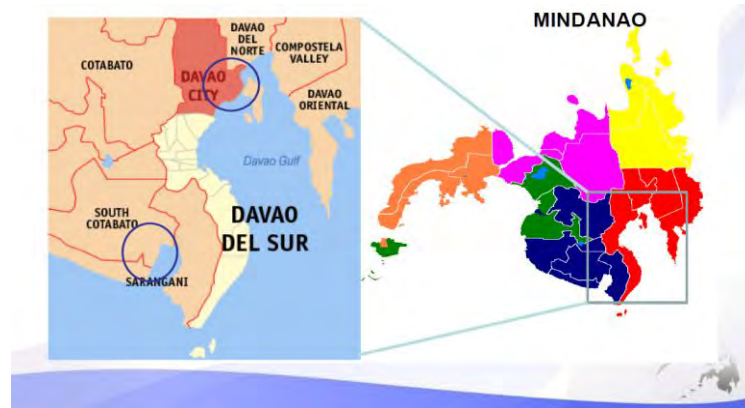 MINDANAO
DAVAO
DEL
NORTE
COMPOSTELA
VALLEY
COTABATO
DAVAO
CITY
DAVAO
ORIENTAL
Davao Gulf
SOUTH
COTABATO
DAVAO
DEL SUR
SARANGANI